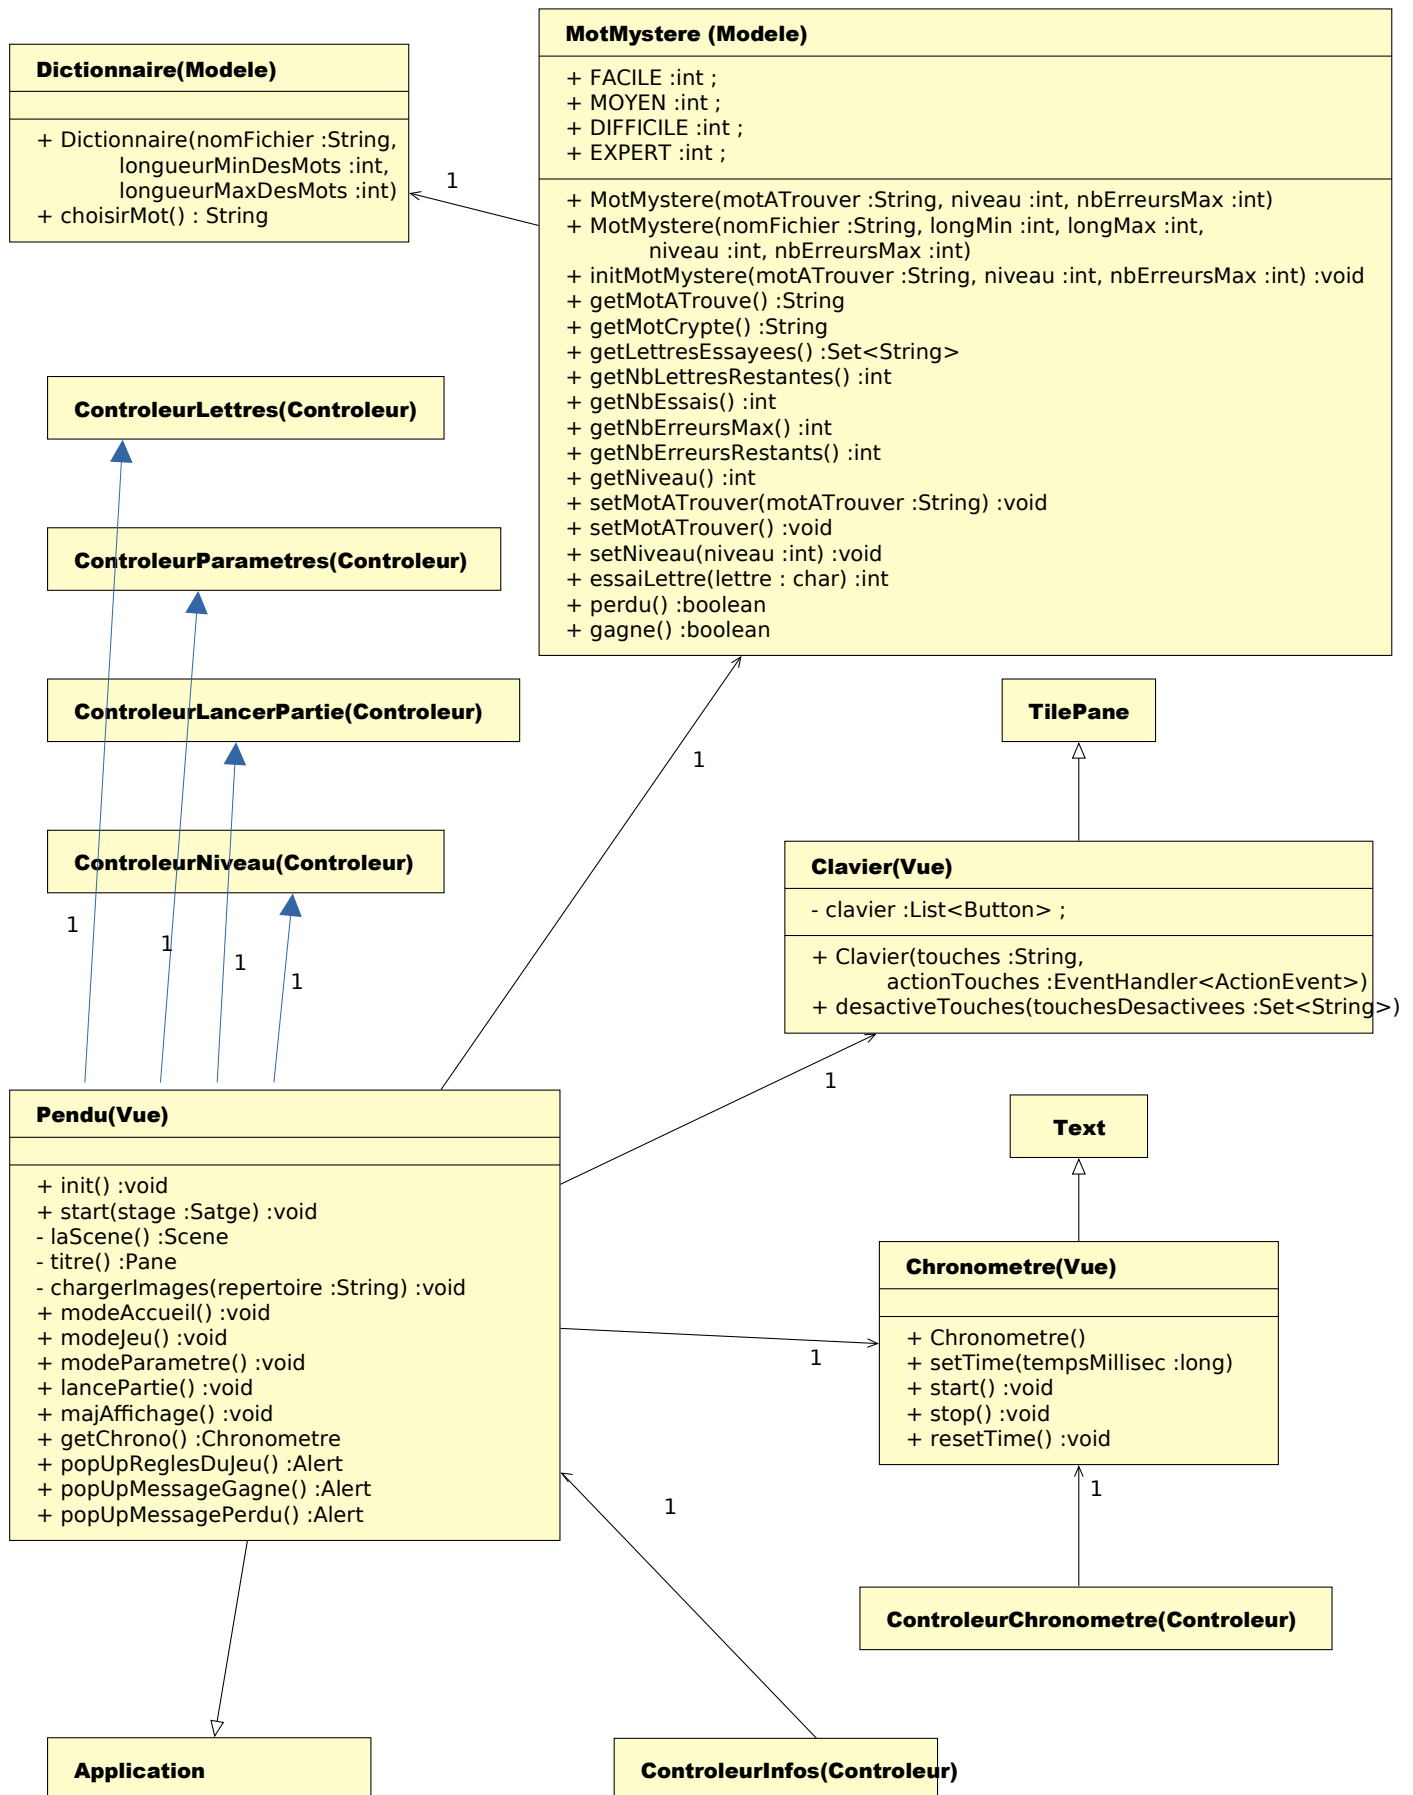 Dictionnaire(Modele)
+ Dictionnaire(nomFichier :String,
longueurMinDesMots :int,
longueurMaxDesMots :int)
+ choisirMot() : String
1
MotMystere (Modele)
+ FACILE :int ;
+ MOYEN :int ;
+ DIFFICILE :int ;
+ EXPERT :int ;
+ MotMystere(motATrouver :String, niveau :int, nbErreursMax :int)
+ MotMystere(nomFichier :String, longMin :int, longMax :int,
niveau :int, nbErreursMax :int)
+ initMotMystere(motATrouver :String, niveau :int, nbErreursMax :int) :void
+ getMotATrouve() :String
+ getMotCrypte() :String
+ getLettresEssayees() :Set<String>
+ getNbLettresRestantes() :int
+ getNbEssais() :int
+ getNbErreursMax() :int
+ getNbErreursRestants() :int
+ getNiveau() :int
+ setMotATrouver(motATrouver :String) :void
+ setMotATrouver() :void
+ setNiveau(niveau :int) :void
+ essaiLettre(lettre : char) :int
+ perdu() :boolean
+ gagne() :boolean
ControleurLettres(Controleur)
ControleurParametres(Controleur)
ControleurLancerPartie(Controleur)
ControleurNiveau(Controleur)
1
1
1
1
1
TilePane
Clavier(Vue)
- clavier :List<Button> ;
+ Clavier(touches :String,
actionTouches :EventHandler<ActionEvent>)
+ desactiveTouches(touchesDesactivees :Set<String>)
1
Pendu(Vue)
+ init() :void
+ start(stage :Satge) :void
- laScene() :Scene
- titre() :Pane
- chargerImages(repertoire :String) :void
+ modeAccueil() :void
+ modeJeu() :void
+ modeParametre() :void
+ lancePartie() :void
+ majAffichage() :void
+ getChrono() :Chronometre
+ popUpReglesDuJeu() :Alert
+ popUpMessageGagne() :Alert
+ popUpMessagePerdu() :Alert
Text
Chronometre(Vue)
+ Chronometre()
+ setTime(tempsMillisec :long)
+ start() :void
+ stop() :void
+ resetTime() :void
1
1
1
ControleurChronometre(Controleur)
Application
ControleurInfos(Controleur)